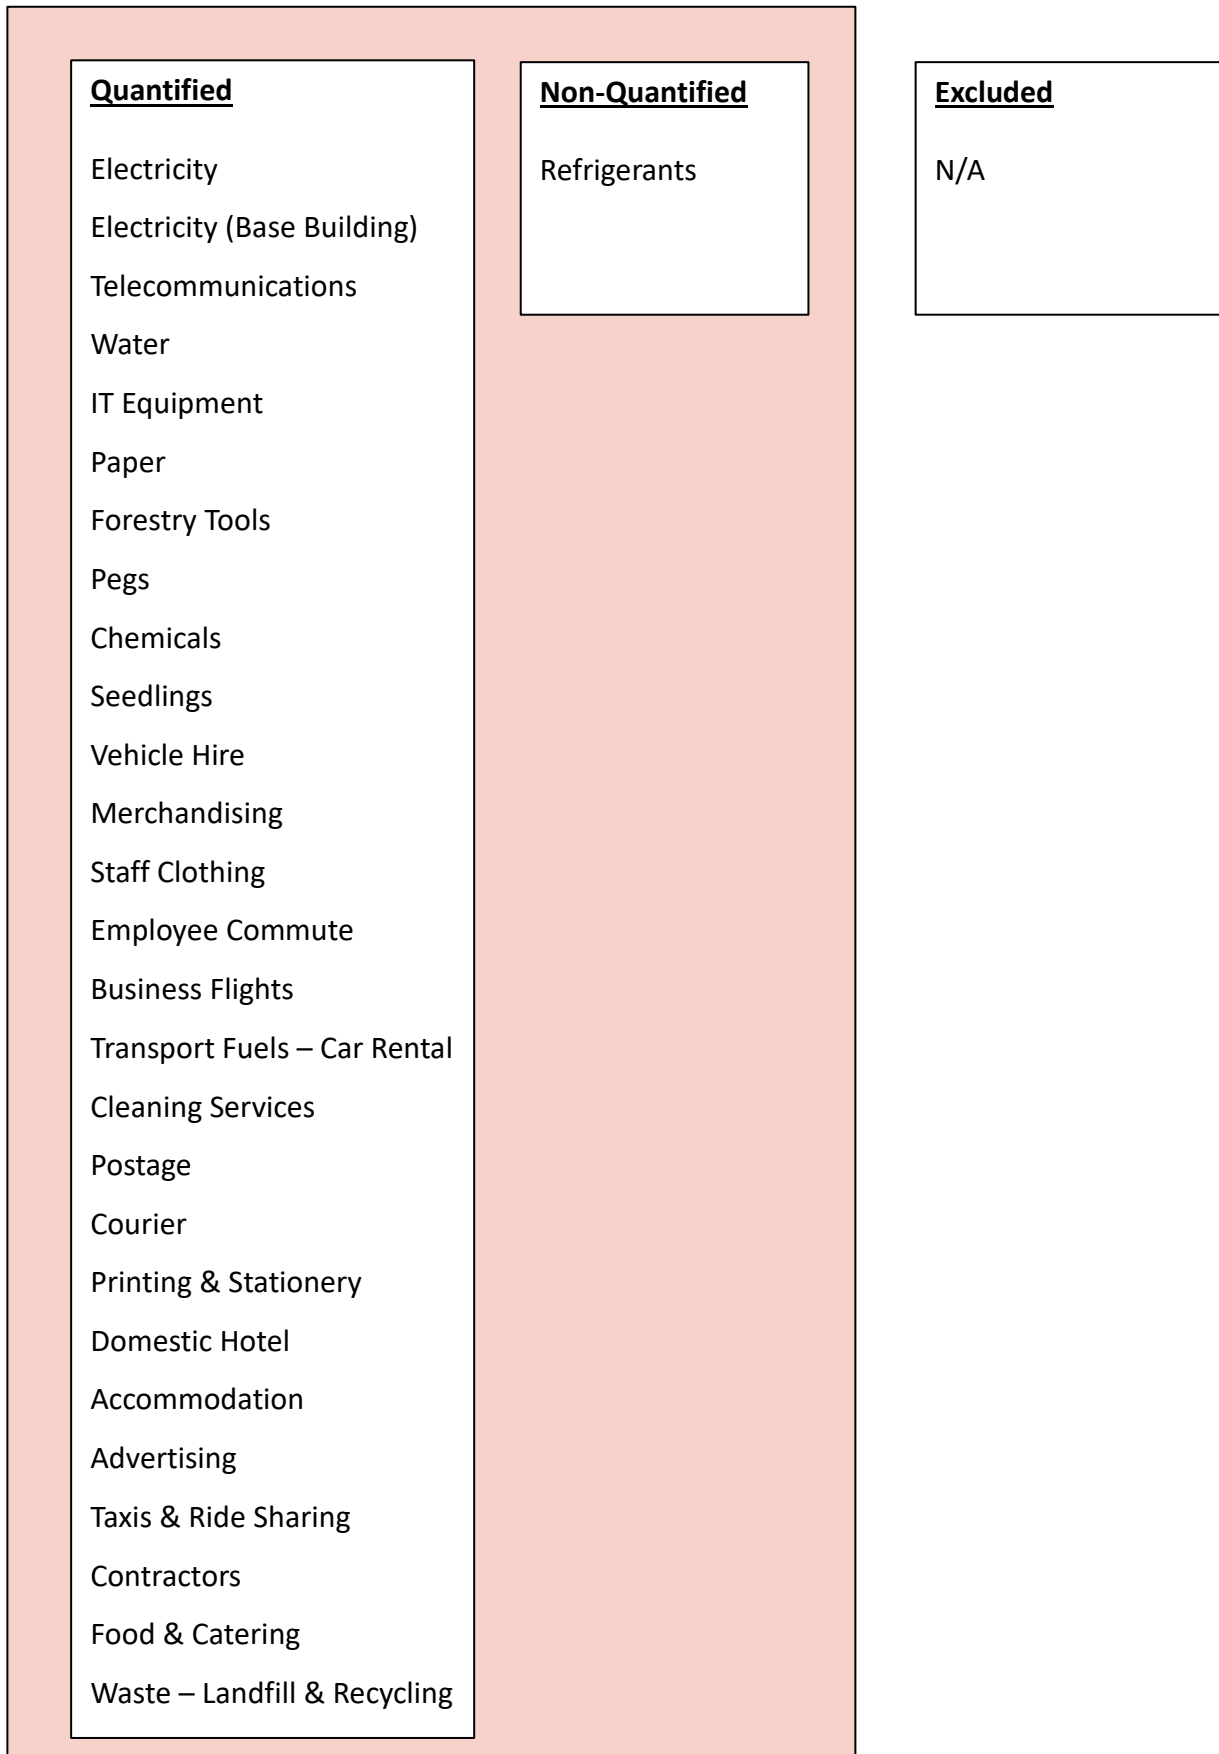 Quantified
Electricity
Electricity (Base Building)
Telecommunications
Water
IT Equipment
Paper
Forestry Tools
Pegs
Chemicals
Seedlings
Vehicle Hire
Merchandising
Staff Clothing
Employee Commute
Business Flights
Transport Fuels – Car Rental
Cleaning Services
Postage
Courier
Printing & Stationery
Domestic Hotel
Accommodation
Advertising
Taxis & Ride Sharing
Contractors
Food & Catering
Waste – Landfill & Recycling
Non-Quantified
Refrigerants
Excluded
N/A